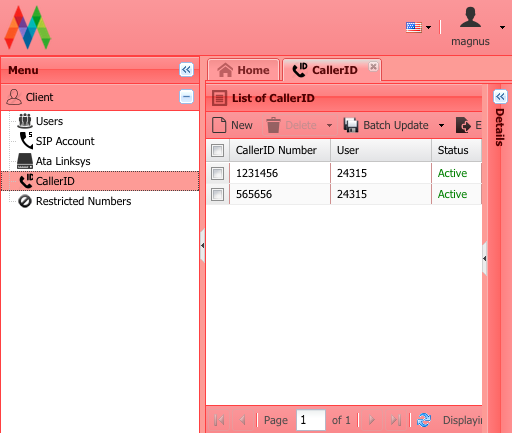 magnus
Menu
Home
CallerID
Client
List of CallerID
Details
Users
New
Delete
Batch Update
E
SIP Account
CallerID Number
User
Status
Ata Linksys
1231456
24315
Active
CallerID
565656
24315
Active
Restricted Numbers
Page
1
of 1
Displayin